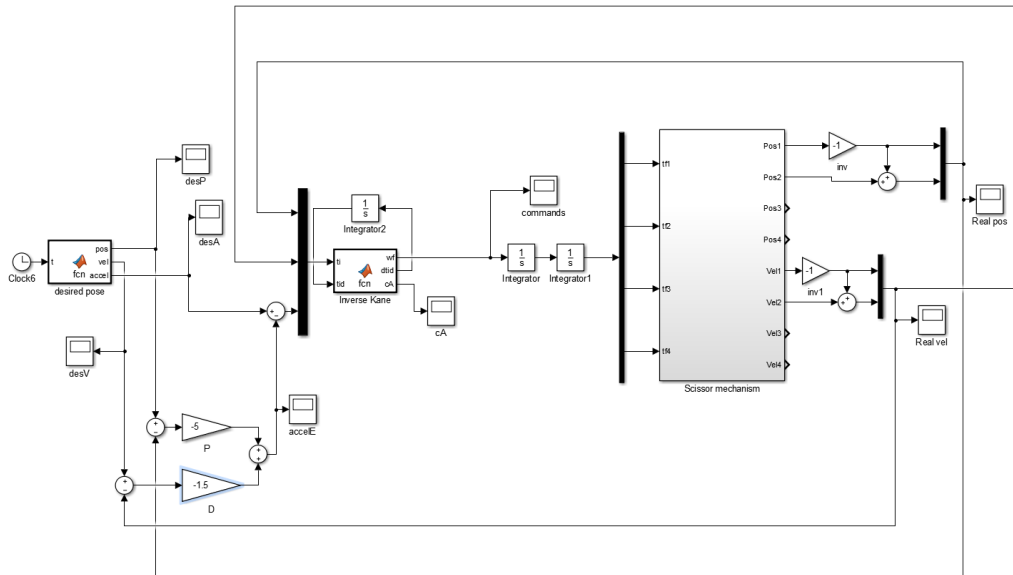 Clock6
t
fcn
pos
vel
accel
desired pose
desP
desA
desV
+
−
-5
P
+
−
-1.5
D
+
+
accelE
+
−
1
s
Integrator2
ti
tid
fcn
wf
dtid
cA
Inverse Kane
cA
commands
1
s
Integrator
1
s
Integrator1
tf1
tf2
tf3
tf4
Pos1
Pos2
Pos3
Pos4
Vel1
Vel2
Vel3
Vel4
Scissor mechanism
-1
inv
+
+
Real pos
-1
inv1
+
+
Real vel